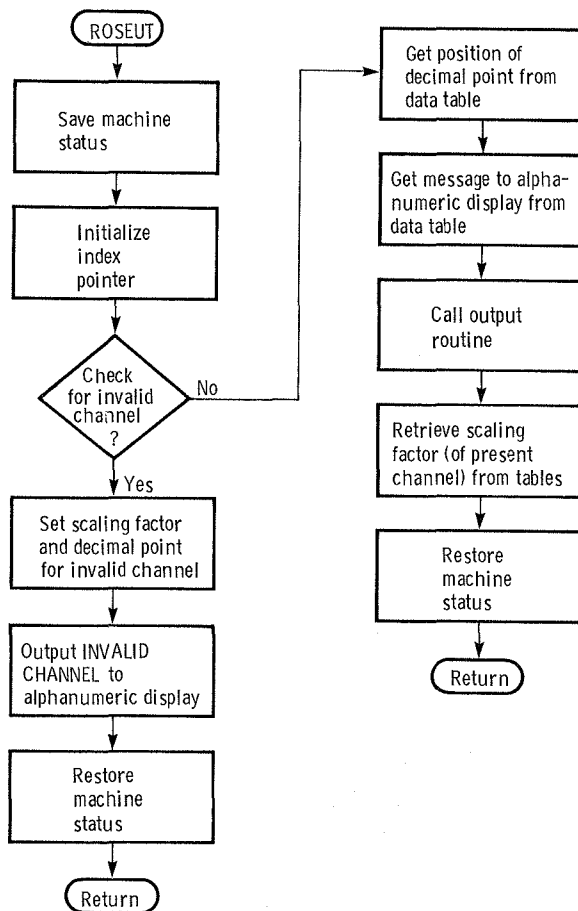 ROSEUT
Save machine
status
Initialize
index
pointer
Check
for invalid
channel
?
No
Yes
Set scaling factor
and decimal point
for invalid channel
Output INVALID
CHANNEL to
alphanumeric display
Restore
machine
status
Return
Get position of
decimal point from
data table
Get message to alpha-
numeric display from
data table
Call output
routine
Retrieve scaling
factor (of present
channel) from tables
Restore
machine
status
Return